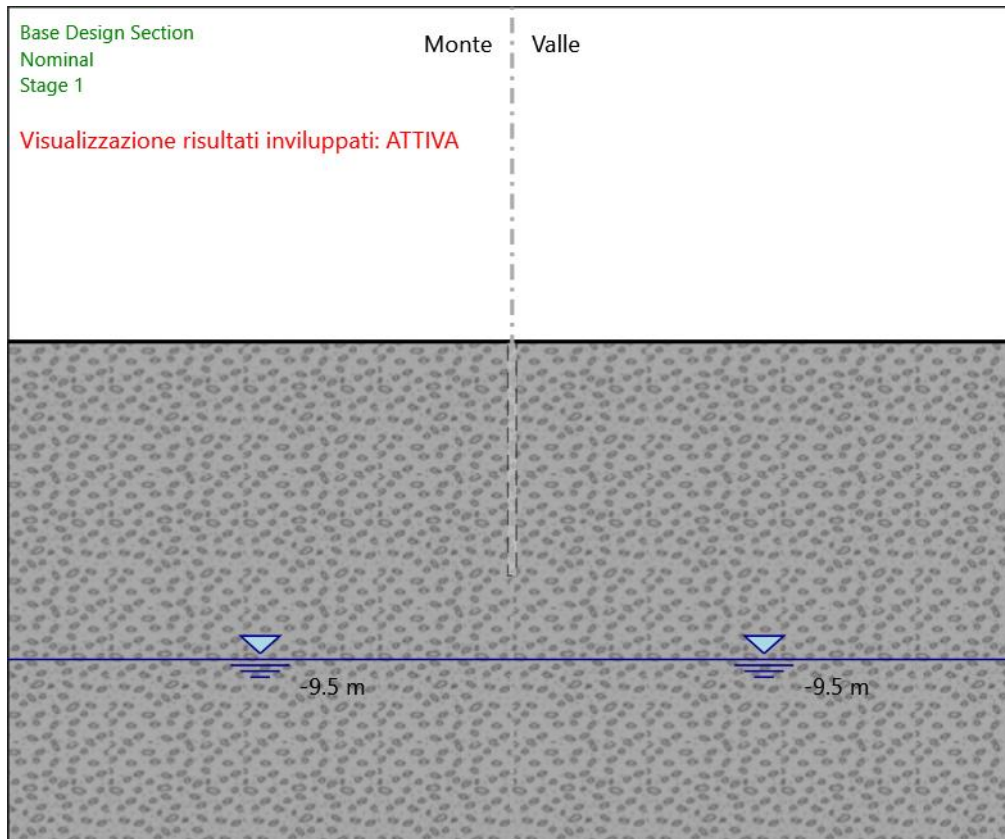 Base Design Section
Nominal
Stage 1
Monte
Valle
Visualizzazione risultati inviluppati: ATTIVA
-9.5 m
-9.5 m